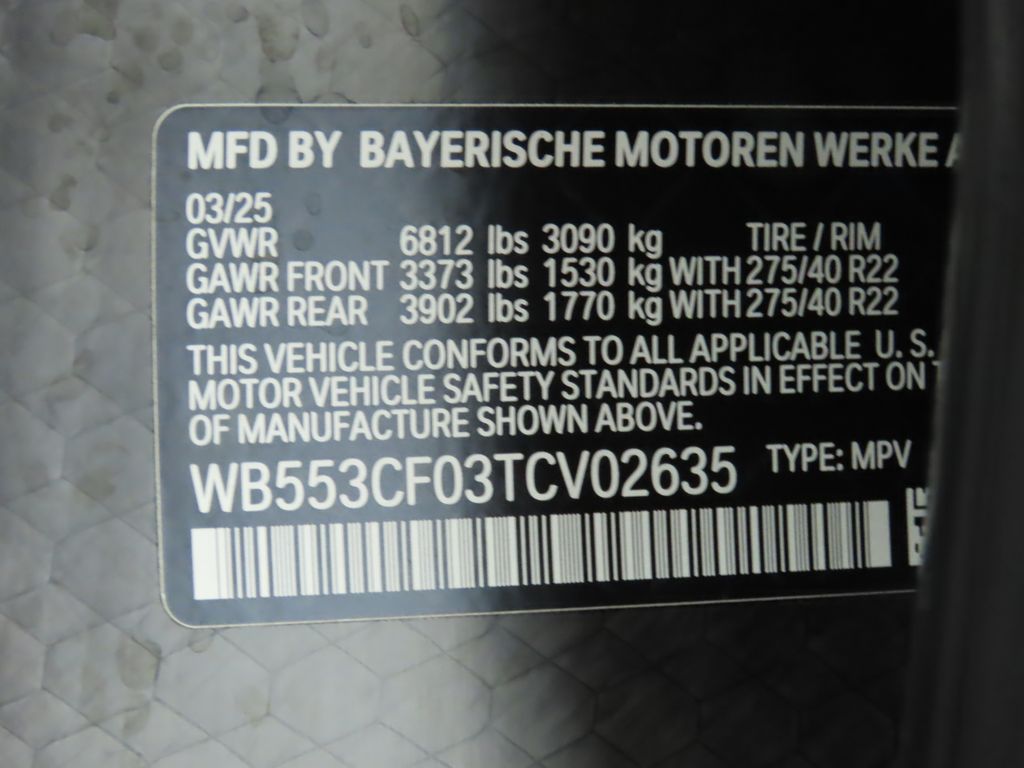 MFD BY BAYERISCHE MOTOREN WERKE A
03/25
GVWR 6812 lbs 3090 kg TIRE / RIM
GAWR FRONT 3373 lbs 1530 kg WITH 275/40 R22
GAWR REAR 3902 lbs 1770 kg WITH 275/40 R22
THIS VEHICLE CONFORMS TO ALL APPLICABLE U. S.
MOTOR VEHICLE SAFETY STANDARDS IN EFFECT ON
OF MANUFACTURE SHOWN ABOVE.
WB553CF03TCV02635 TYPE: MPV